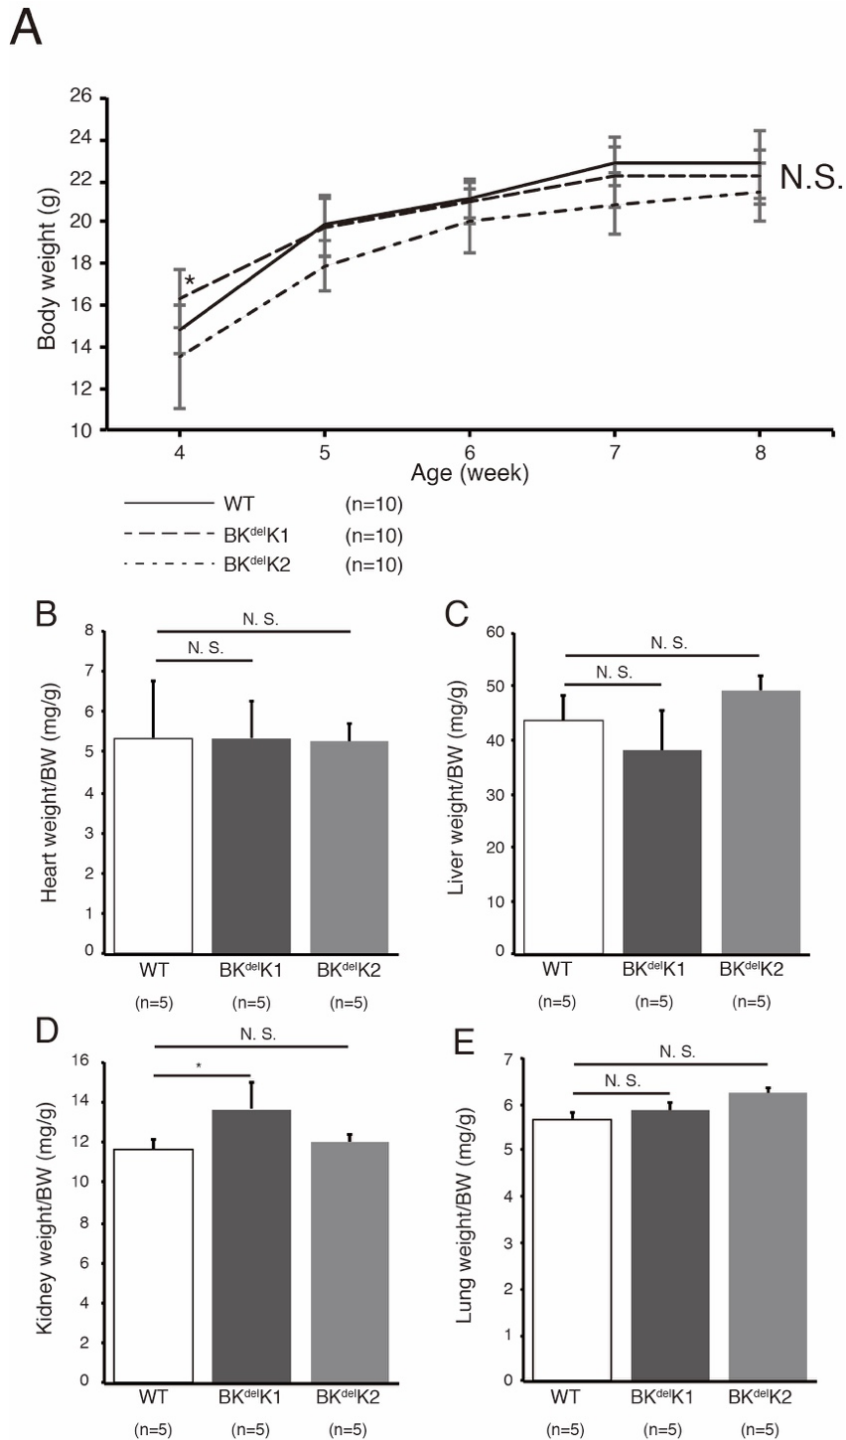 A
26
24
22
20
18
16
14
12
10
Body weight (g)
*
N.S.
4 5 6 7 8
Age (week)
WT (n=10)
BKdelK1 (n=10)
BKdelK2 (n=10)
B
8
7
6
5
4
3
2
1
0
Heart weight/BW (mg/g)
N. S.
N. S.
WT BKdelK1 BKdelK2
(n=5) (n=5) (n=5)
C
60
50
40
30
20
10
0
Liver weight/BW (mg/g)
N. S.
N. S.
WT BKdelK1 BKdelK2
(n=5) (n=5) (n=5)
D
16
14
12
10
8
6
4
2
0
Kidney weight/BW (mg/g)
N. S.
*
WT BKdelK1 BKdelK2
(n=5) (n=5) (n=5)
E
7
6
5
4
3
2
1
0
Lung weight/BW (mg/g)
N. S.
N. S.
WT BKdelK1 BKdelK2
(n=5) (n=5) (n=5)